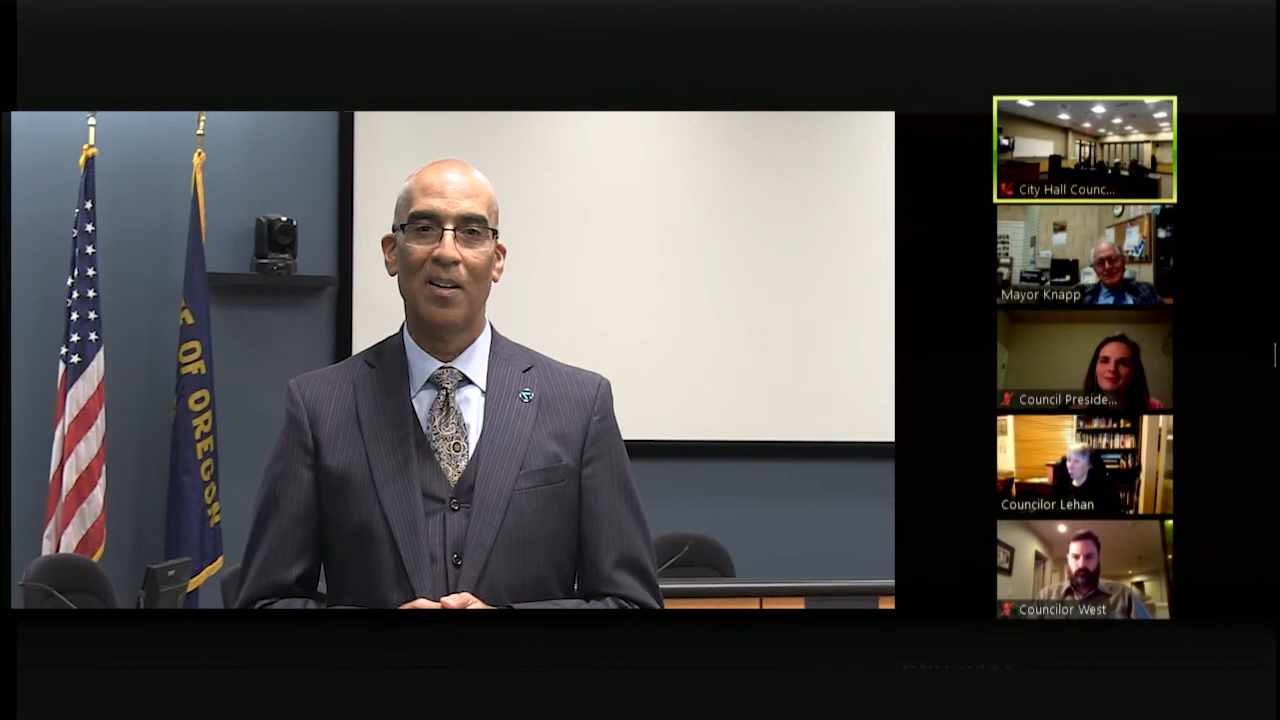 OF OREGON
City Hall Counc...
Mayor Knapp
Council Preside...
Councilor Lehan
Councilor West